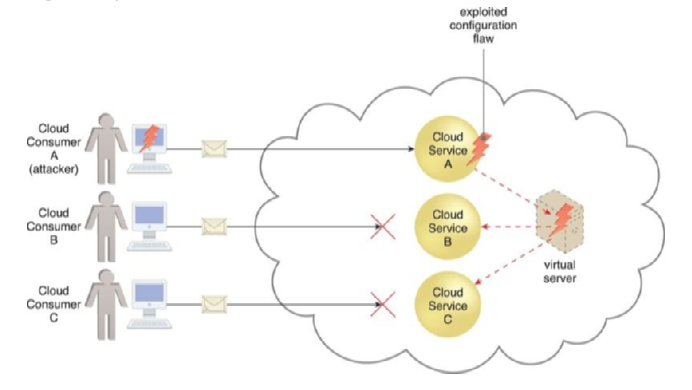 exploited
configuration
flaw
Cloud
Consumer
A
(attacker)
Cloud
Service
A
Cloud
Consumer
B
Cloud
Service
B
virtual
server
Cloud
Consumer
C
Cloud
Service
C